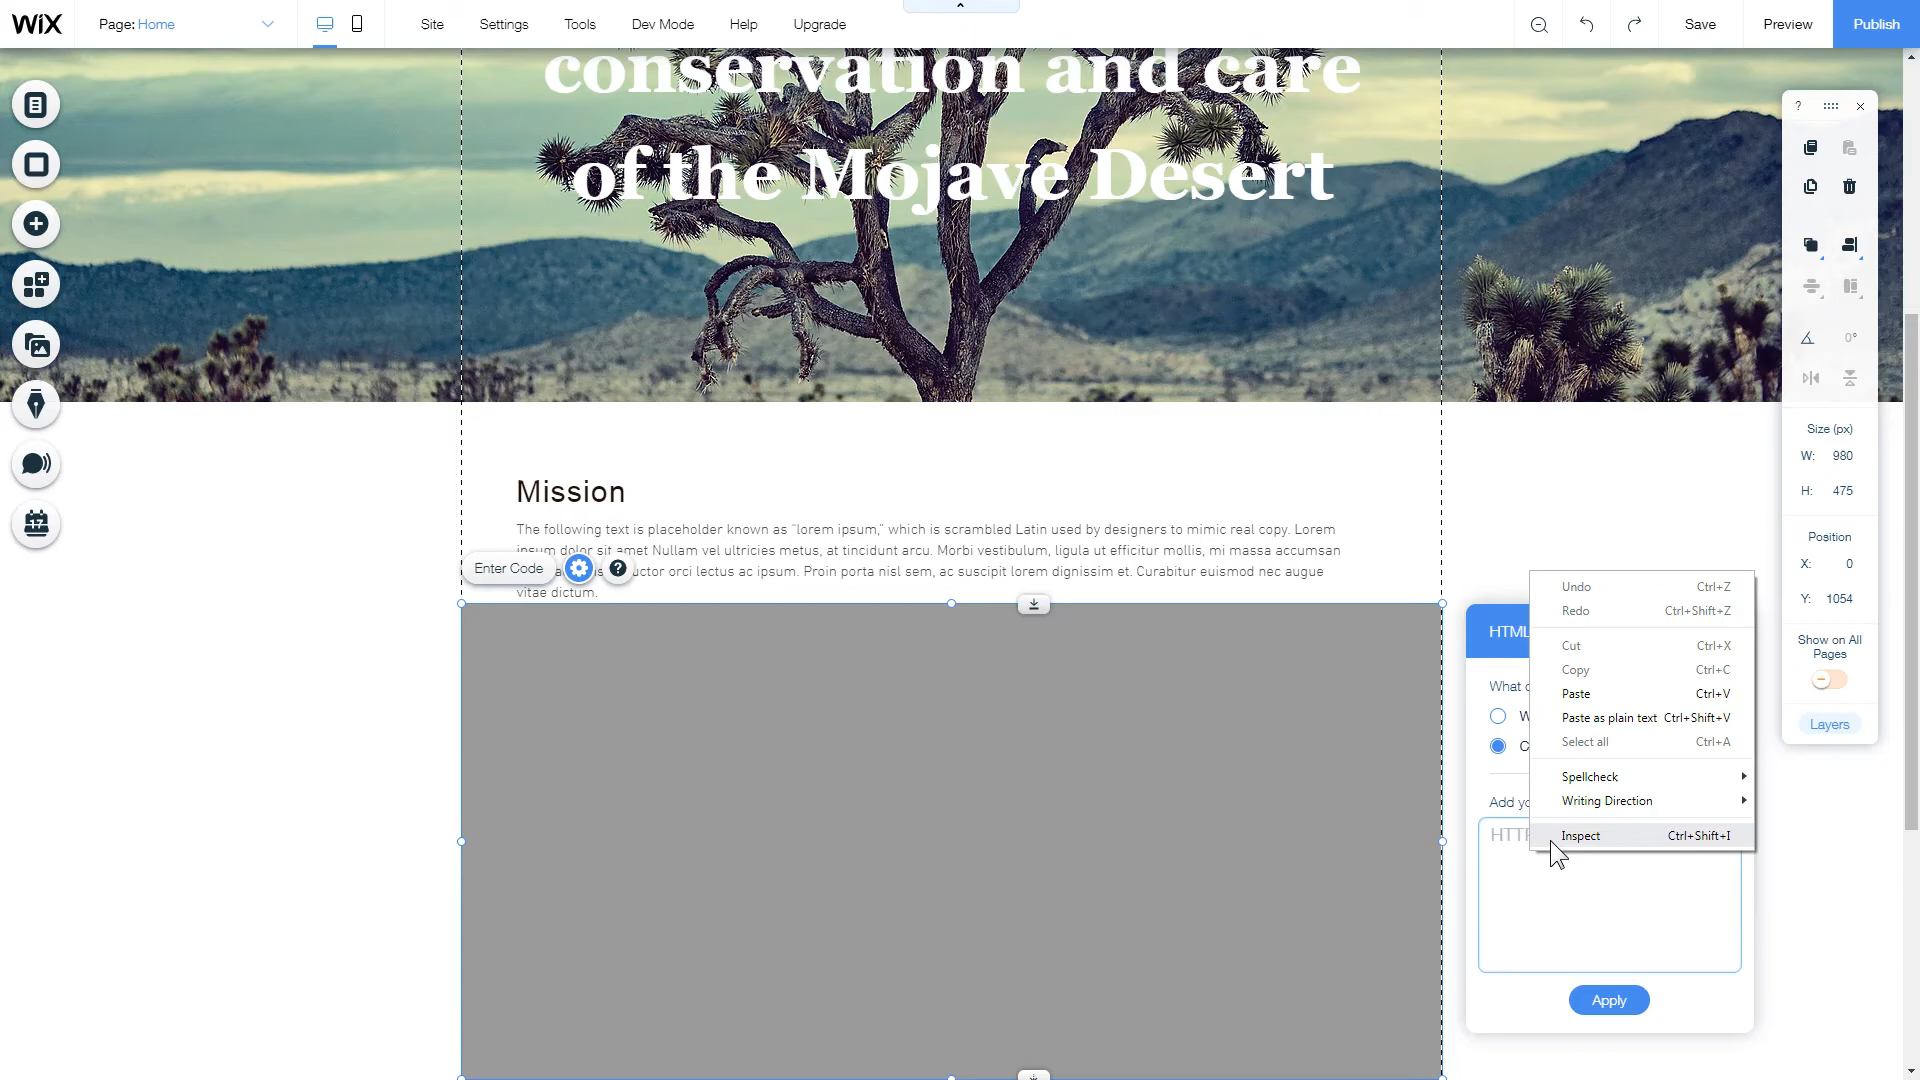 WiX
Page: Home
Site
Settings
Tools
Dev Mode
Help
Upgrade
Save
Preview
Publish
conservation and care
of the Mojave Desert
?
0°
Size (px)
W: 980
H: 475
Position
X: 0
Y: 1054
Show on All
Pages
Layers
17
Mission
The following text is placeholder known as "lorem ipsum," which is scrambled Latin used by designers to mimic real copy. Lorem
ipsum dolor sit amet Nullam vel ultricies metus, at tincidunt arcu. Morbi vestibulum, ligula ut efficitur mollis, mi massa accumsan
uctor orci lectus ac ipsum. Proin porta nisl sem, ac suscipit lorem dignissim et. Curabitur euismod nec augue
vitae dictum.
Enter Code
?
HTML
What
Add yo
HTT
Undo Ctrl+Z
Redo Ctrl+Shift+Z
Cut Ctrl+X
Copy Ctrl+C
Paste Ctrl+V
Paste as plain text Ctrl+Shift+V
Select all Ctrl+A
Spellcheck
Writing Direction
Inspect Ctrl+Shift+I
Apply